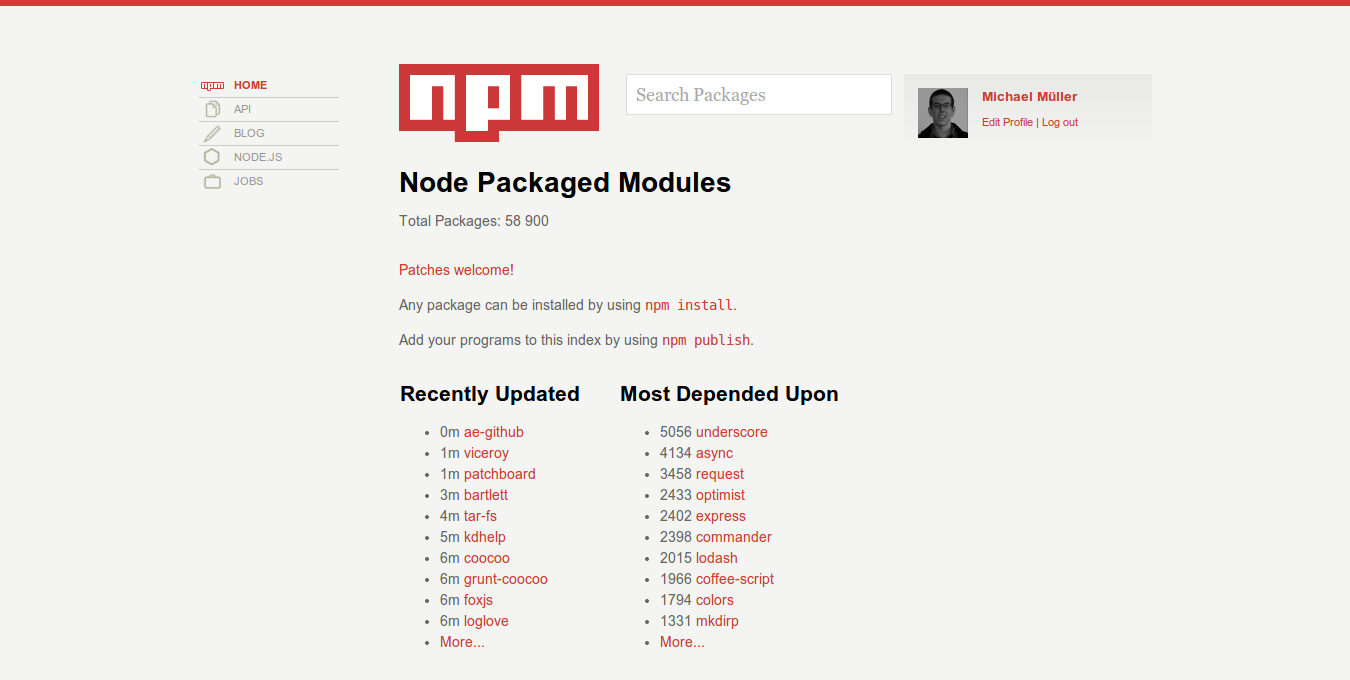 npm
HOME
API
BLOG
NODE.JS
JOBS
npm
Search Packages
Michael Müller
Edit Profile | Log out
Node Packaged Modules
Total Packages: 58 900
Patches welcome!
Any package can be installed by using npm install.
Add your programs to this index by using npm publish.
Recently Updated
0m ae-github
1m viceroy
1m patchboard
3m bartlett
4m tar-fs
5m kdhelp
6m coocoo
6m grunt-coocoo
6m foxjs
6m loglove
More...
Most Depended Upon
5056 underscore
4134 async
3458 request
2433 optimist
2402 express
2398 commander
2015 lodash
1966 coffee-script
1794 colors
1331 mkdirp
More...